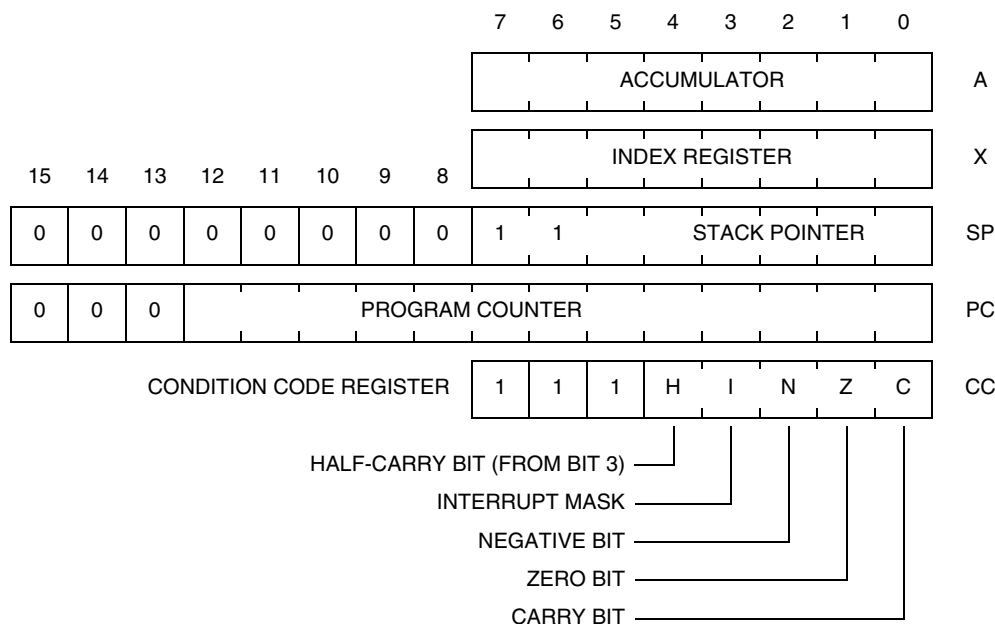 7 6 5 4 3 2 1 0
ACCUMULATOR A
INDEX REGISTER X
15 14 13 12 11 10 9 8
0 0 0 0 0 0 0 0 1 1 STACK POINTER SP
0 0 0 PROGRAM COUNTER PC
CONDITION CODE REGISTER 1 1 1 H I N Z C CC
HALF-CARRY BIT (FROM BIT 3)
INTERRUPT MASK
NEGATIVE BIT
ZERO BIT
CARRY BIT